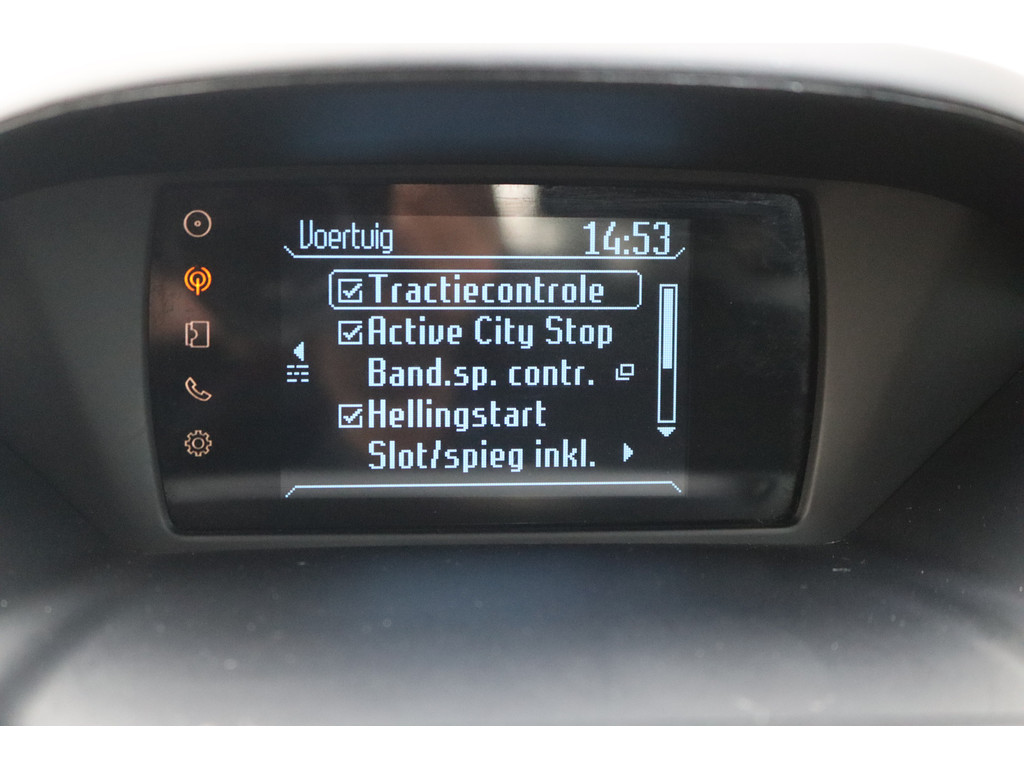 Voertuig 14:53
Tractiecontrole
Active City Stop
Band.sp. contr.
Hellingstart
Slot/spieg inkl.